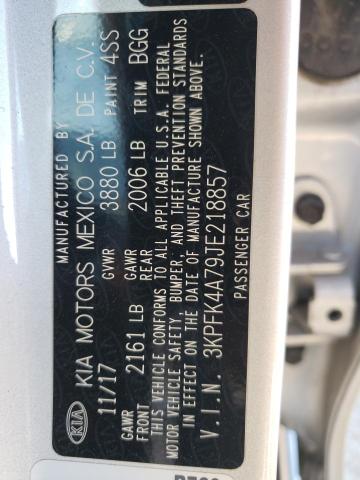 MANUFACTURED BY
KIA KIA MOTORS MEXICO S.A. DE C.V.
11/17 GVWR 3880 LB PAINT 4SS
GAWR FRONT 2161 LB GAWR REAR 2006 LB TRIM BGG
THIS VEHICLE CONFORMS TO ALL APPLICABLE U.S.A. FEDERAL
MOTOR VEHICLE SAFETY, BUMPER, AND THEFT PREVENTION STANDARDS
IN EFFECT ON THE DATE OF MANUFACTURE SHOWN ABOVE.
V.I.N. 3KPFK4A79JE218857
PASSENGER CAR